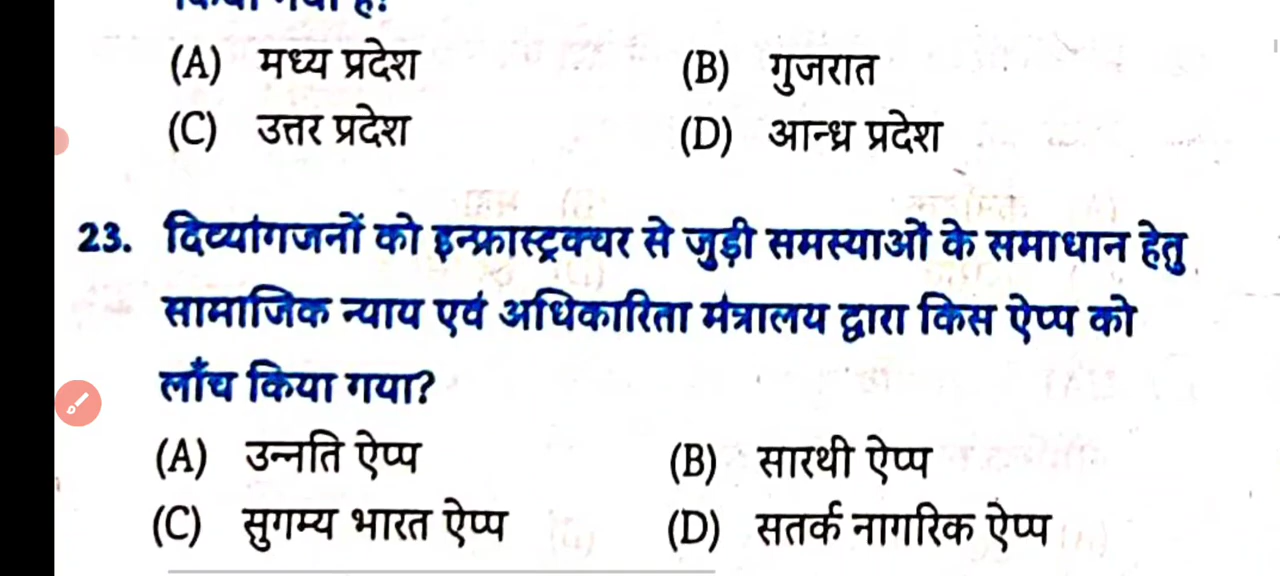 (A) मध्य प्रदेश (B) गुजरात
(C) उत्तर प्रदेश (D) आन्ध्र प्रदेश
23. दिव्यांगजनों को इन्फ्रास्ट्रक्चर से जुड़ी समस्याओं के समाधान हेतु
सामाजिक न्याय एवं अधिकारिता मंत्रालय द्वारा किस ऐप्प को
लाँच किया गया?
(A) उन्नति ऐप्प (B) सारथी ऐप्प
(C) सुगम्य भारत ऐप्प (D) सतर्क नागरिक ऐप्प